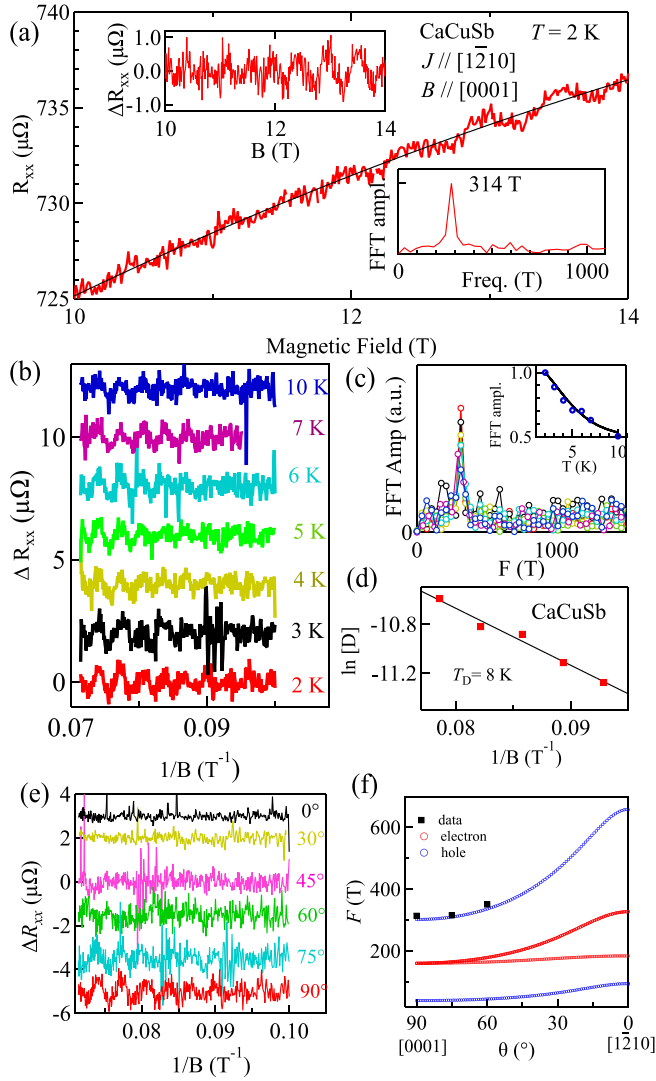 (a)
740
735
730
725
R_xx (μΩ)
10
11
12
13
14
Magnetic Field (T)
1.0
0.0
-1.0
ΔR_xx (μΩ)
10
12
14
B (T)
CaCuSb T = 2 K
J // [1-210]
B // [0001]
314 T
FFT ampl.
0
1000
Freq. (T)
(b)
10
5
0
Δ R_xx (μΩ)
10 K
7 K
6 K
5 K
4 K
3 K
2 K
0.07
0.09
1/B (T⁻¹)
(c)
FFT Amp (a.u.)
0
0
1000
F (T)
FFT ampl.
1.0
0.5
5
10
T (K)
(d)
CaCuSb
ln [D]
-10.8
-11.2
T_D= 8 K
0.08
0.09
1/B (T⁻¹)
(e)
4
2
0
-2
-4
-6
ΔR_xx (μΩ)
0°
30°
45°
60°
75°
90°
0.08
0.09
0.10
1/B (T⁻¹)
(f)
data
electron
hole
600
400
200
F (T)
90
60
30
0
[0001]
θ (°)
[1-210]